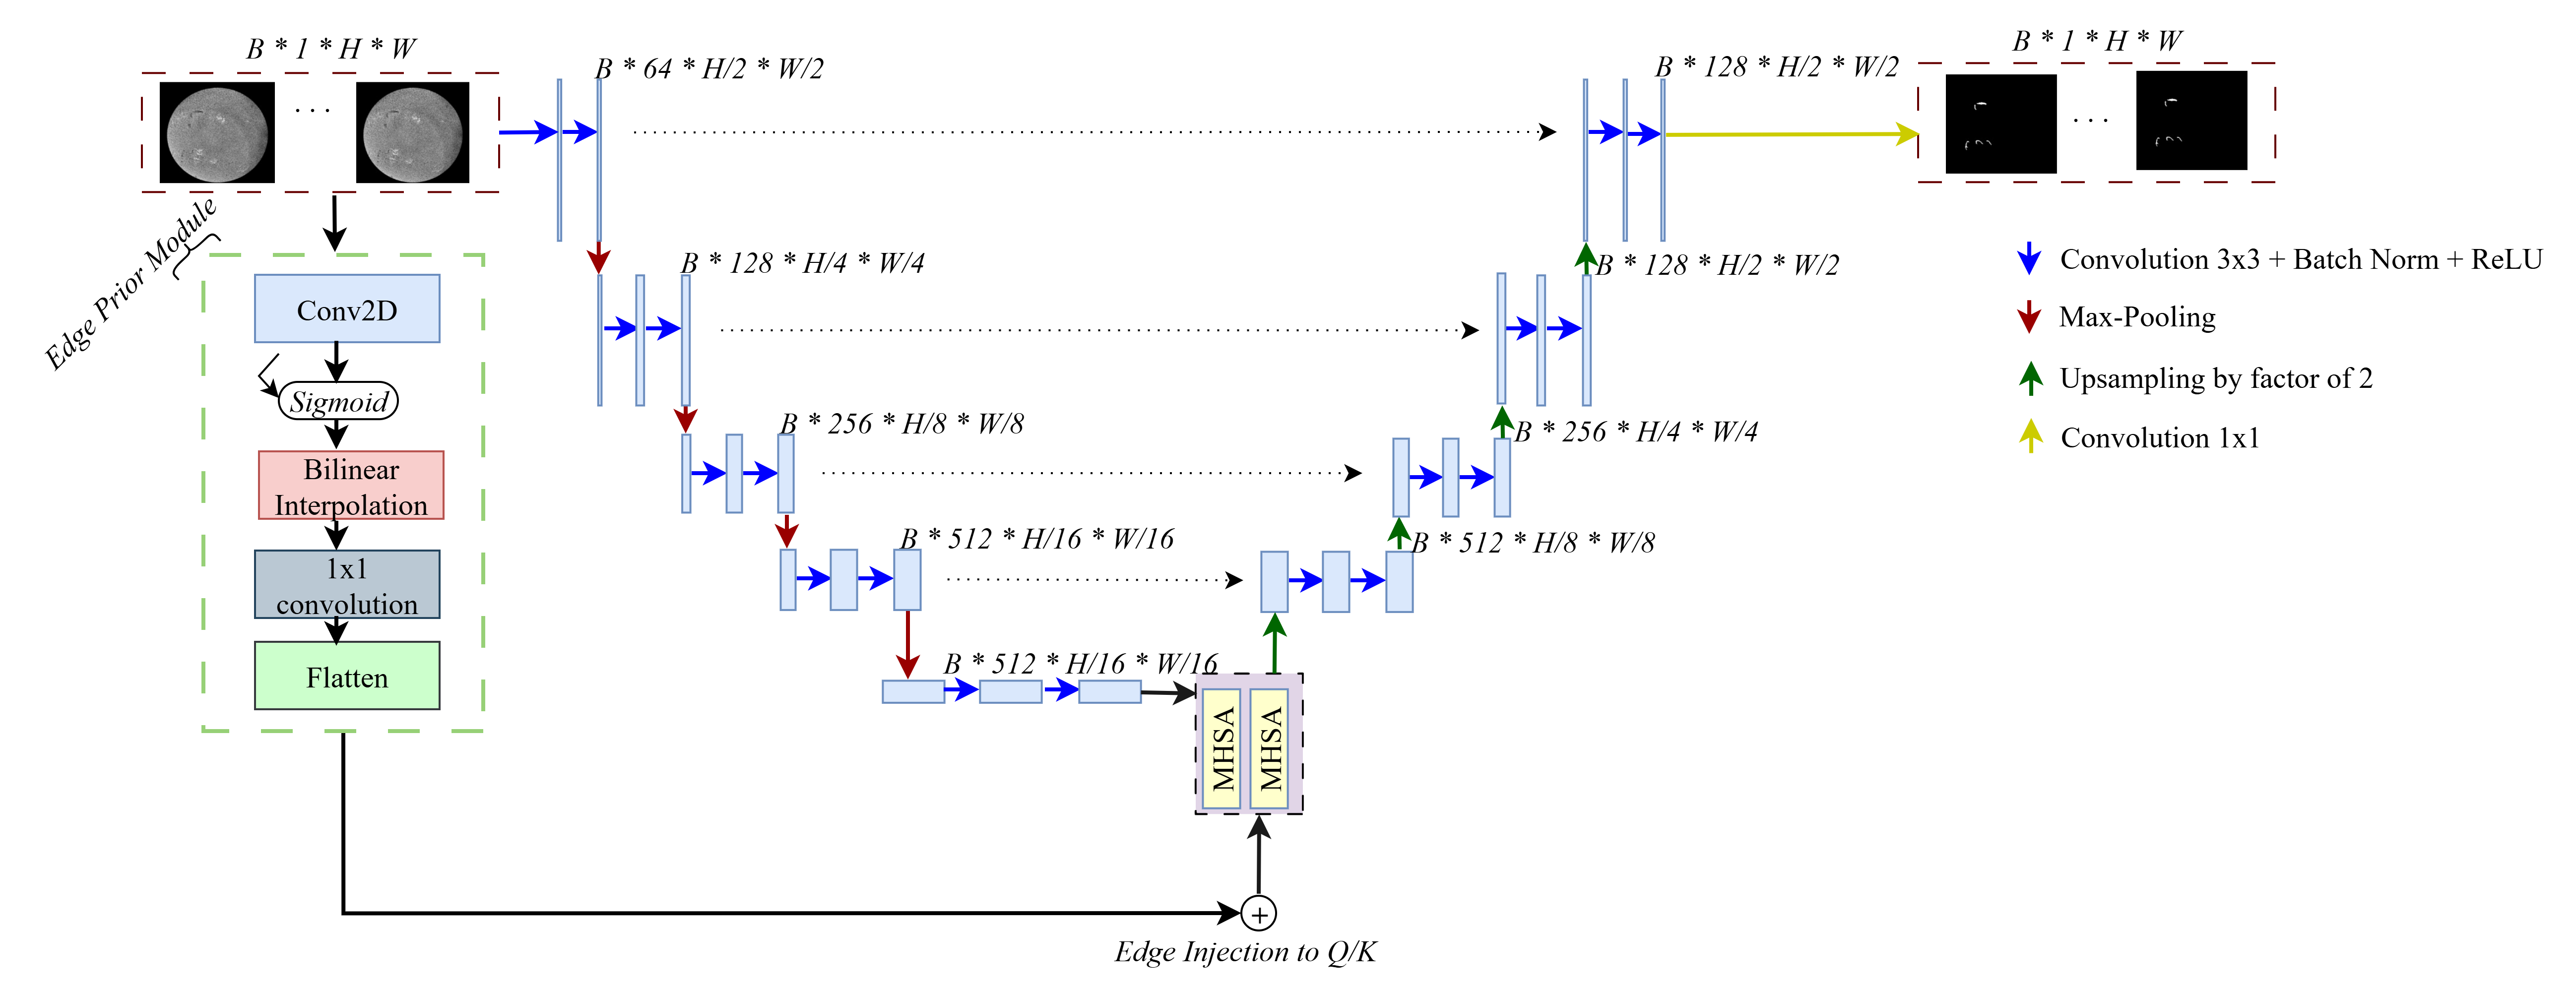 B * 1 * H * W
. . .
Edge Prior Module
Conv2D
Sigmoid
Bilinear
Interpolation
1x1
convolution
Flatten
B * 64 * H/2 * W/2
B * 128 * H/4 * W/4
B * 256 * H/8 * W/8
B * 512 * H/16 * W/16
B * 512 * H/16 * W/16
MHSA
MHSA
+
Edge Injection to Q/K
B * 512 * H/8 * W/8
B * 256 * H/4 * W/4
B * 128 * H/2 * W/2
B * 128 * H/2 * W/2
B * 1 * H * W
. . .
Convolution 3x3 + Batch Norm + ReLU
Max-Pooling
Upsampling by factor of 2
Convolution 1x1